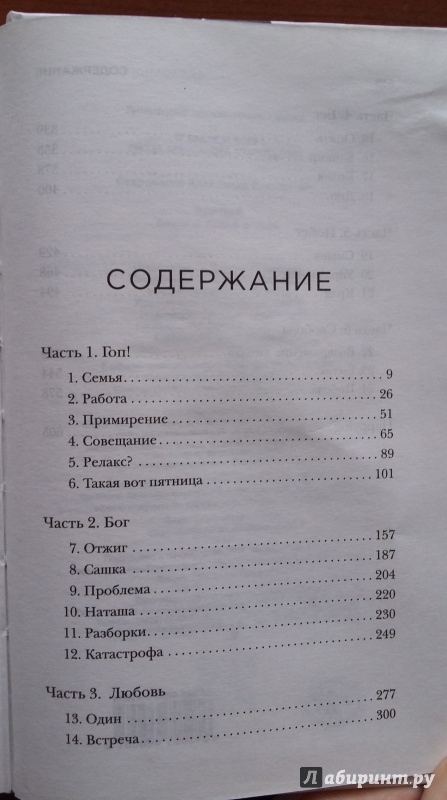 СОДЕРЖАНИЕ
Часть 1. Гоп!
1. Семья 9
2. Работа 26
3. Примирение 51
4. Совещание 65
5. Релакс? 89
6. Такая вот пятница 101
Часть 2. Бог
7. Отжиг 157
8. Сашка 187
9. Проблема 204
10. Наташа 220
11. Разборки 230
12. Катастрофа 249
Часть 3. Любовь
13. Один 277
14. Встреча 300
Лабиринт.ру